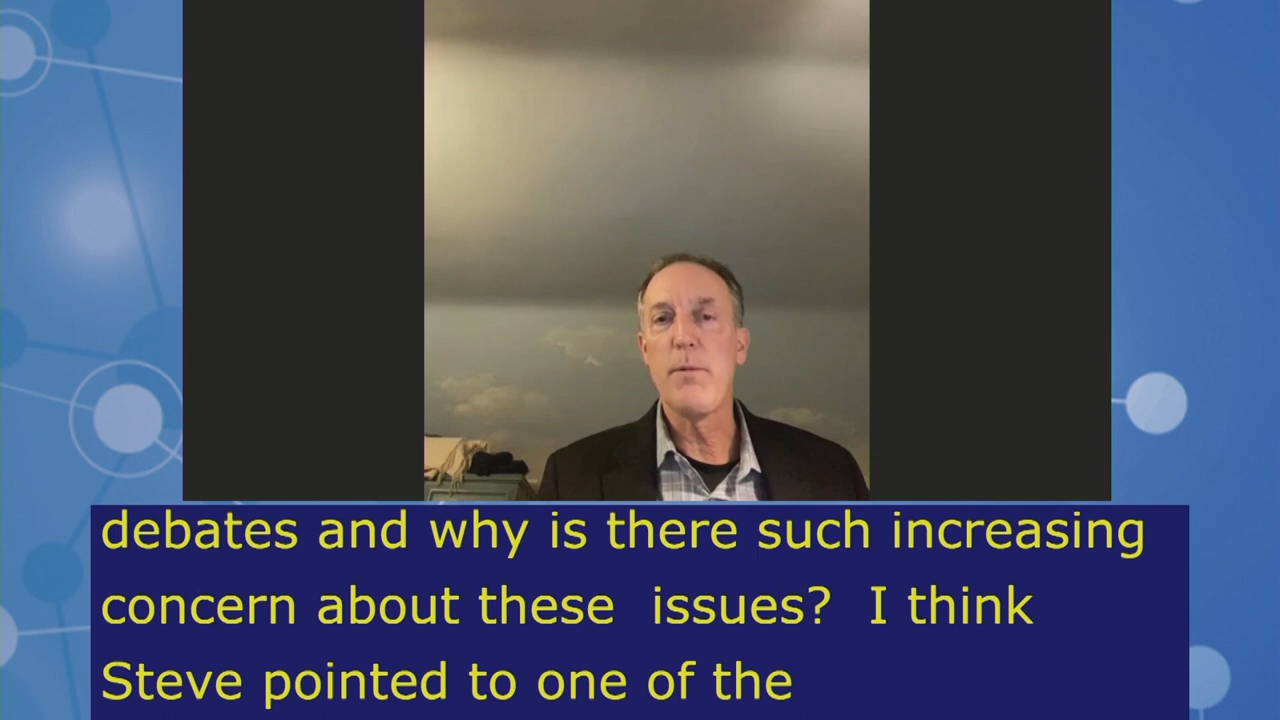 debates and why is there such increasing
concern about these issues? I think
Steve pointed to one of the